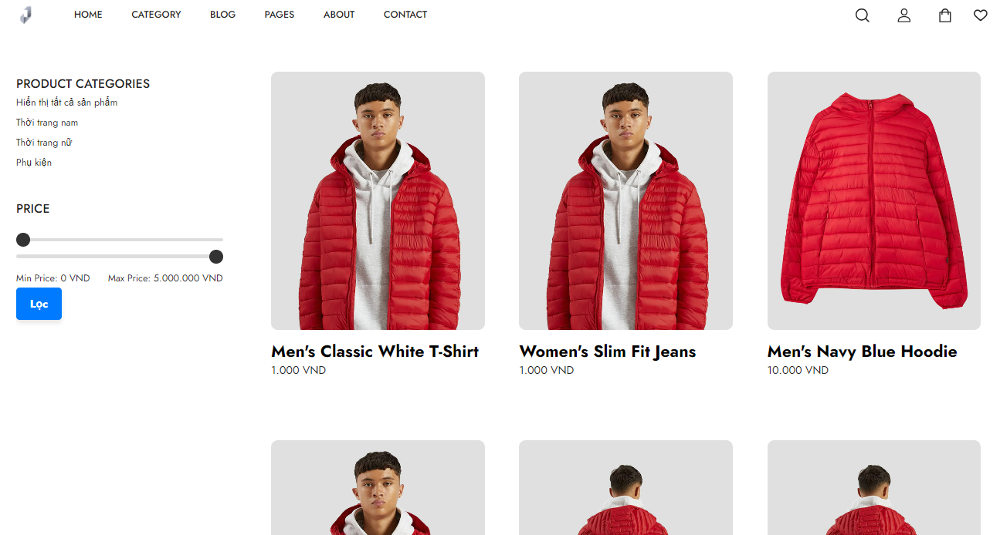 HOME CATEGORY BLOG PAGES ABOUT CONTACT
PRODUCT CATEGORIES
Hiển thị tất cả sản phẩm
Thời trang nam
Thời trang nữ
Phụ kiện
PRICE
Min Price: 0 VND Max Price: 5.000.000 VND
Lọc
Men's Classic White T-Shirt
1.000 VND
Women's Slim Fit Jeans
1.000 VND
Men's Navy Blue Hoodie
10.000 VND